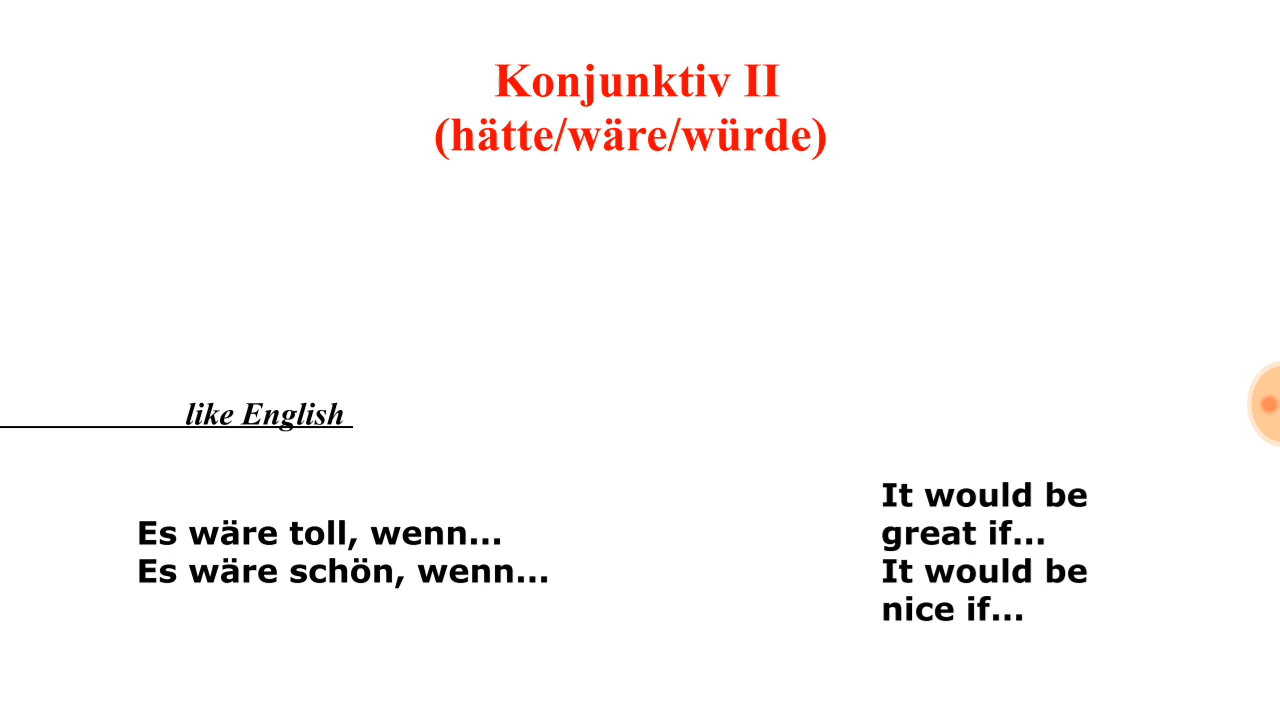 Konjunktiv II
(hätte/wäre/würde)
like English
Es wäre toll, wenn...
Es wäre schön, wenn...
It would be
great if...
It would be
nice if...